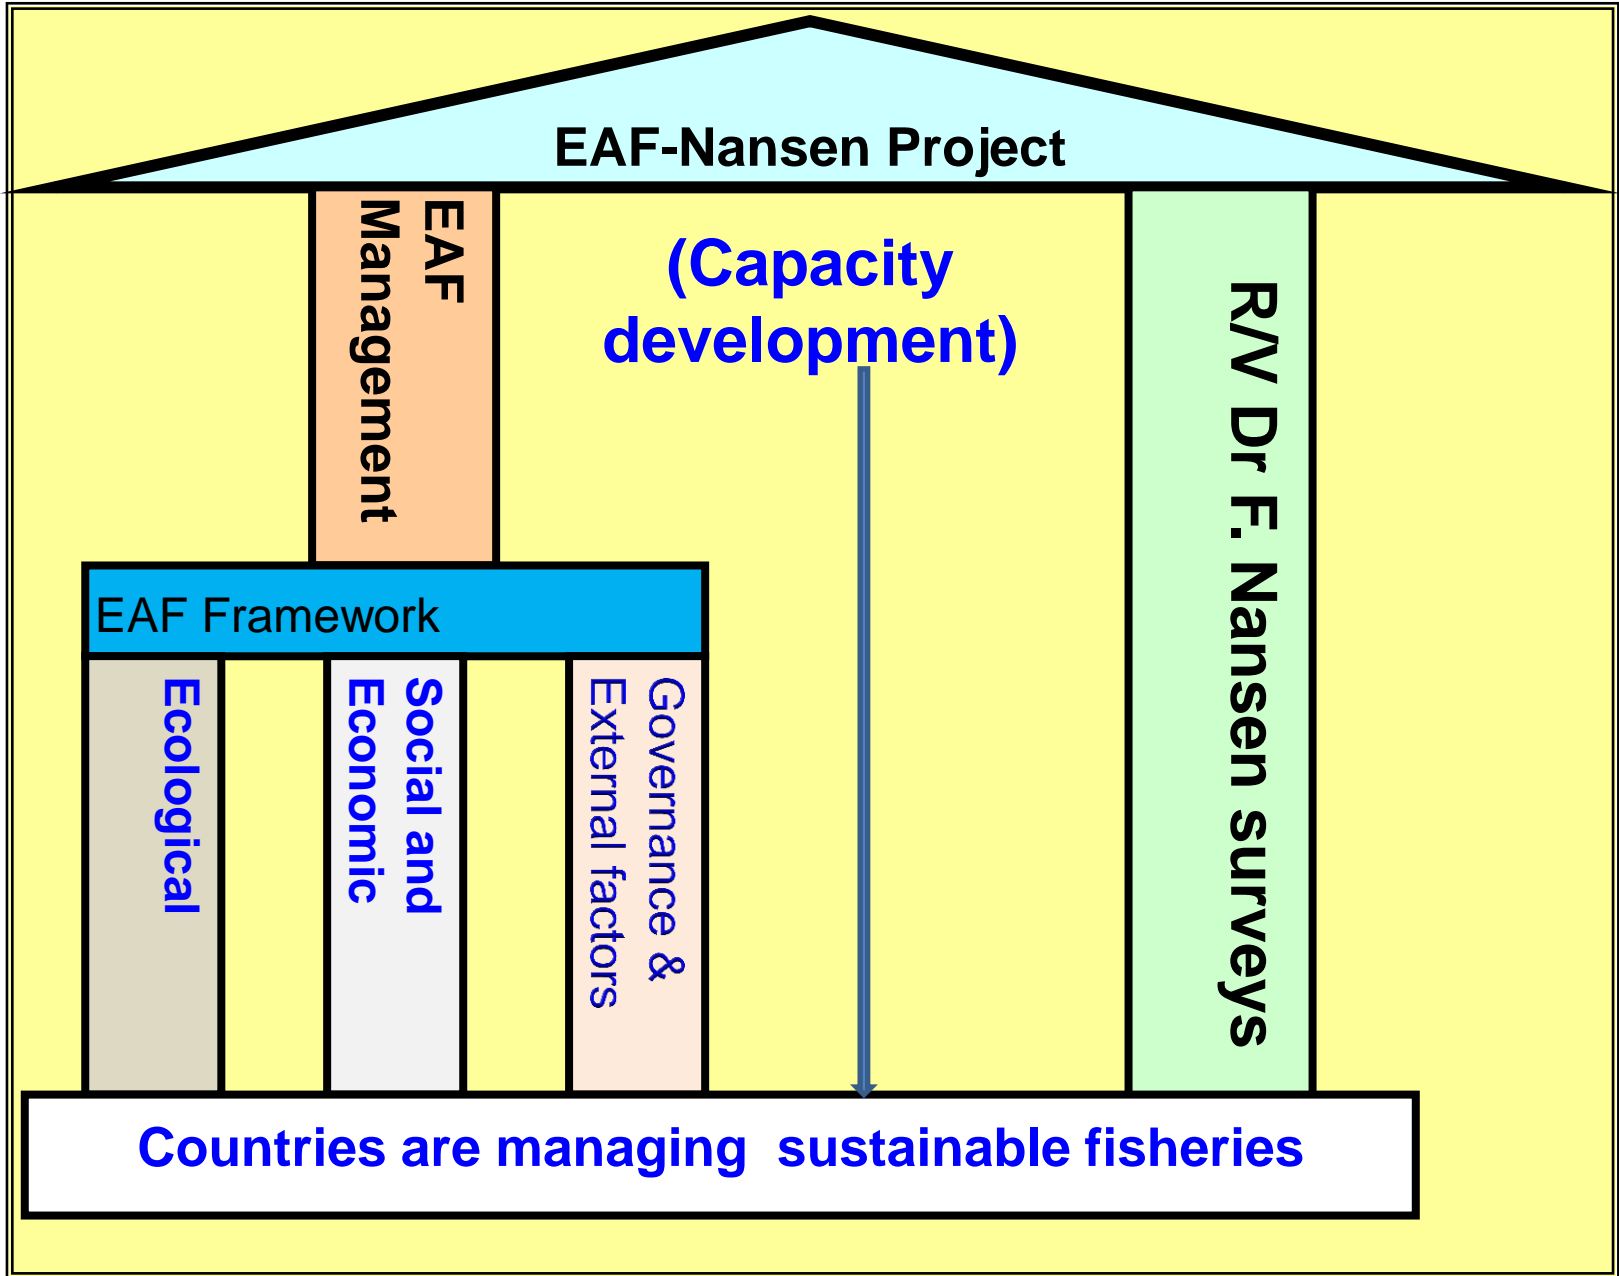 EAF-Nansen Project
EAF
Management
(Capacity
development)
R/V Dr F. Nansen surveys
EAF Framework
Ecological
Social and
Economic
Governance &
External factors
Countries are managing  sustainable fisheries